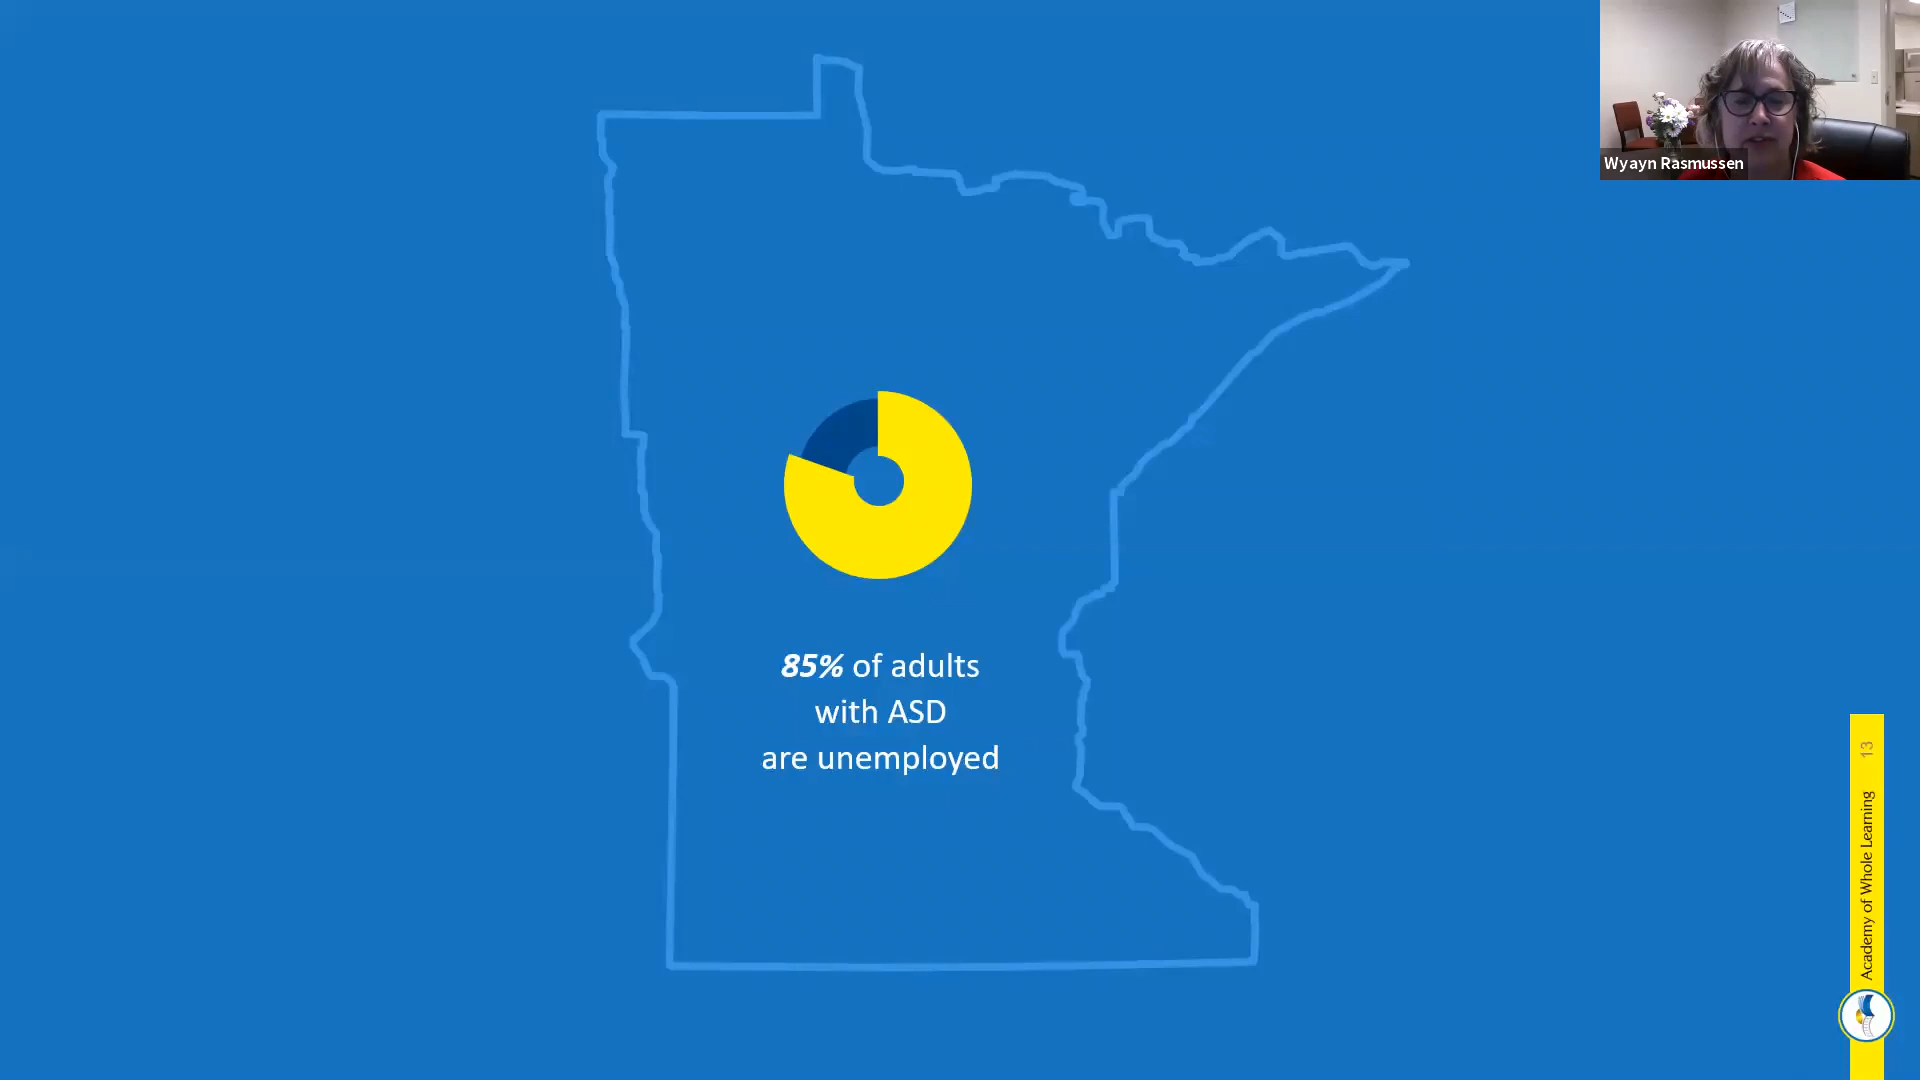 Wyayn Rasmussen
85% of adults
with ASD
are unemployed
Academy of Whole Learning 13